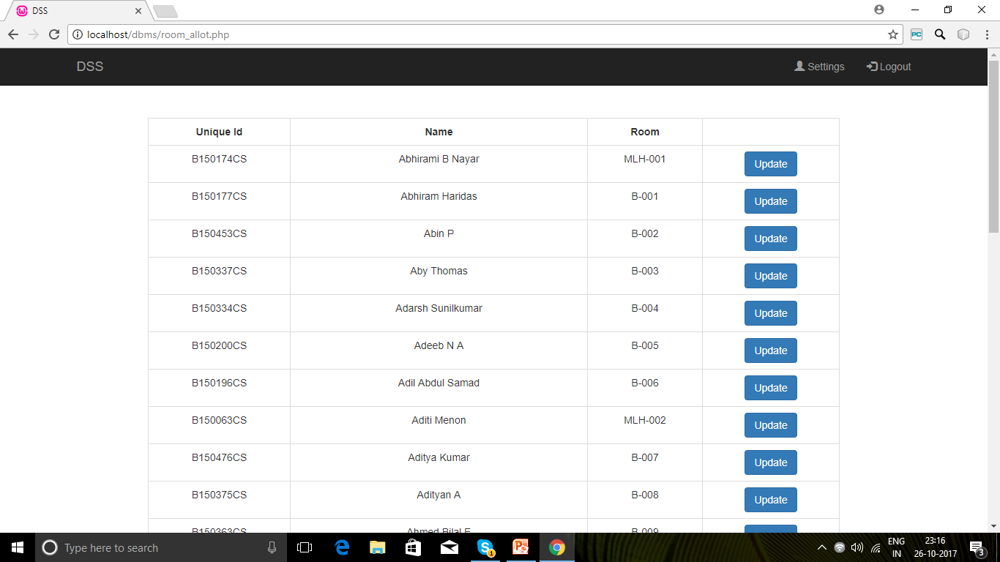 DSS
localhost/dbms/room_allot.php
PC
DSS Settings Logout
Unique Id Name Room
B150174CS Abhirami B Nayar MLH-001 Update
B150177CS Abhiram Haridas B-001 Update
B150453CS Abin P B-002 Update
B150337CS Aby Thomas B-003 Update
B150334CS Adarsh Sunilkumar B-004 Update
B150200CS Adeeb N A B-005 Update
B150196CS Adil Abdul Samad B-006 Update
B150063CS Aditi Menon MLH-002 Update
B150476CS Aditya Kumar B-007 Update
B150375CS Adityan A B-008 Update
B150363CS Ahmed Bilal B-009
Type here to search
1
ENG
IN
23:16
26-10-2017
3